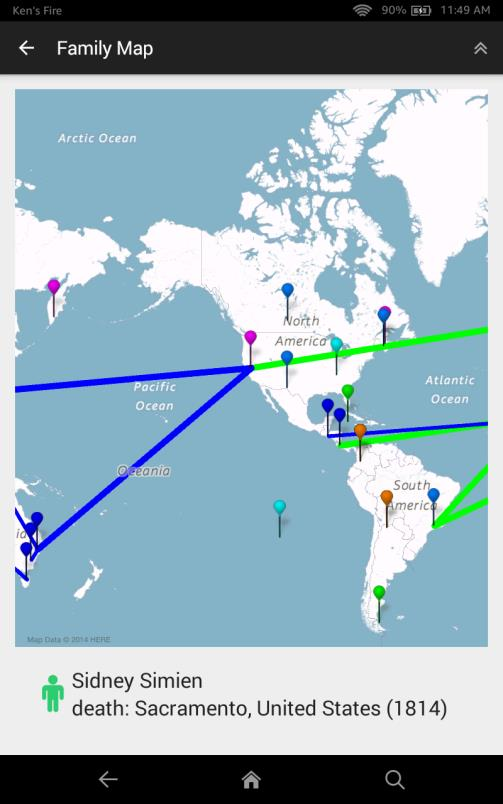 Ken's Fire
90%
11:49 AM
Family Map
Arctic Ocean
North
America
Pacific
Ocean
Atlantic
Ocean
Oceania
South
America
Map Data © 2014 HERE
Sidney Simien
death: Sacramento, United States (1814)